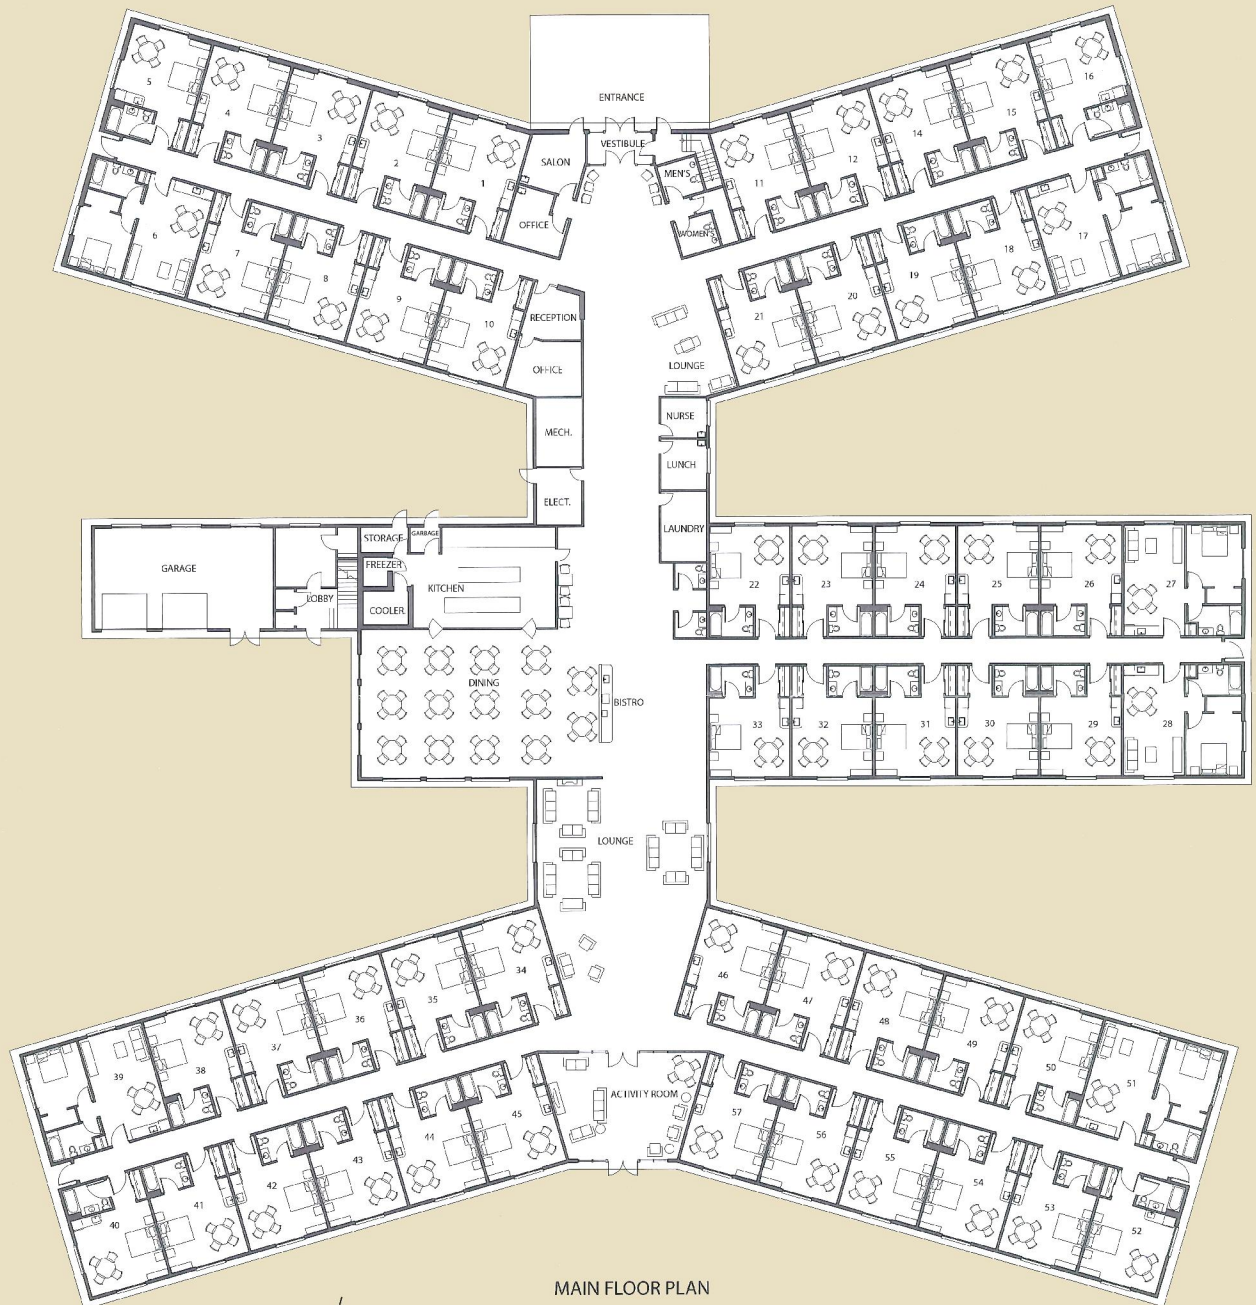 ENTRANCE
VESTIBULE
SALON
MEN'S
OFFICE
WOMEN'S
5
4
3
2
1
11
12
14
15
16
6
7
8
9
10
17
18
19
20
21
RECEPTION
OFFICE
LOUNGE
MECH.
NURSE
LUNCH
ELECT.
LAUNDRY
STORAGE
GARBAGE
GARAGE
FREEZER
KITCHEN
LOBBY
COOLER
22
23
24
25
26
27
DINING
BISTRO
33
32
31
30
29
28
LOUNGE
34
35
36
37
38
39
46
47
48
49
50
51
ACTIVITY ROOM
45
44
43
42
41
40
57
56
55
54
53
52
MAIN FLOOR PLAN